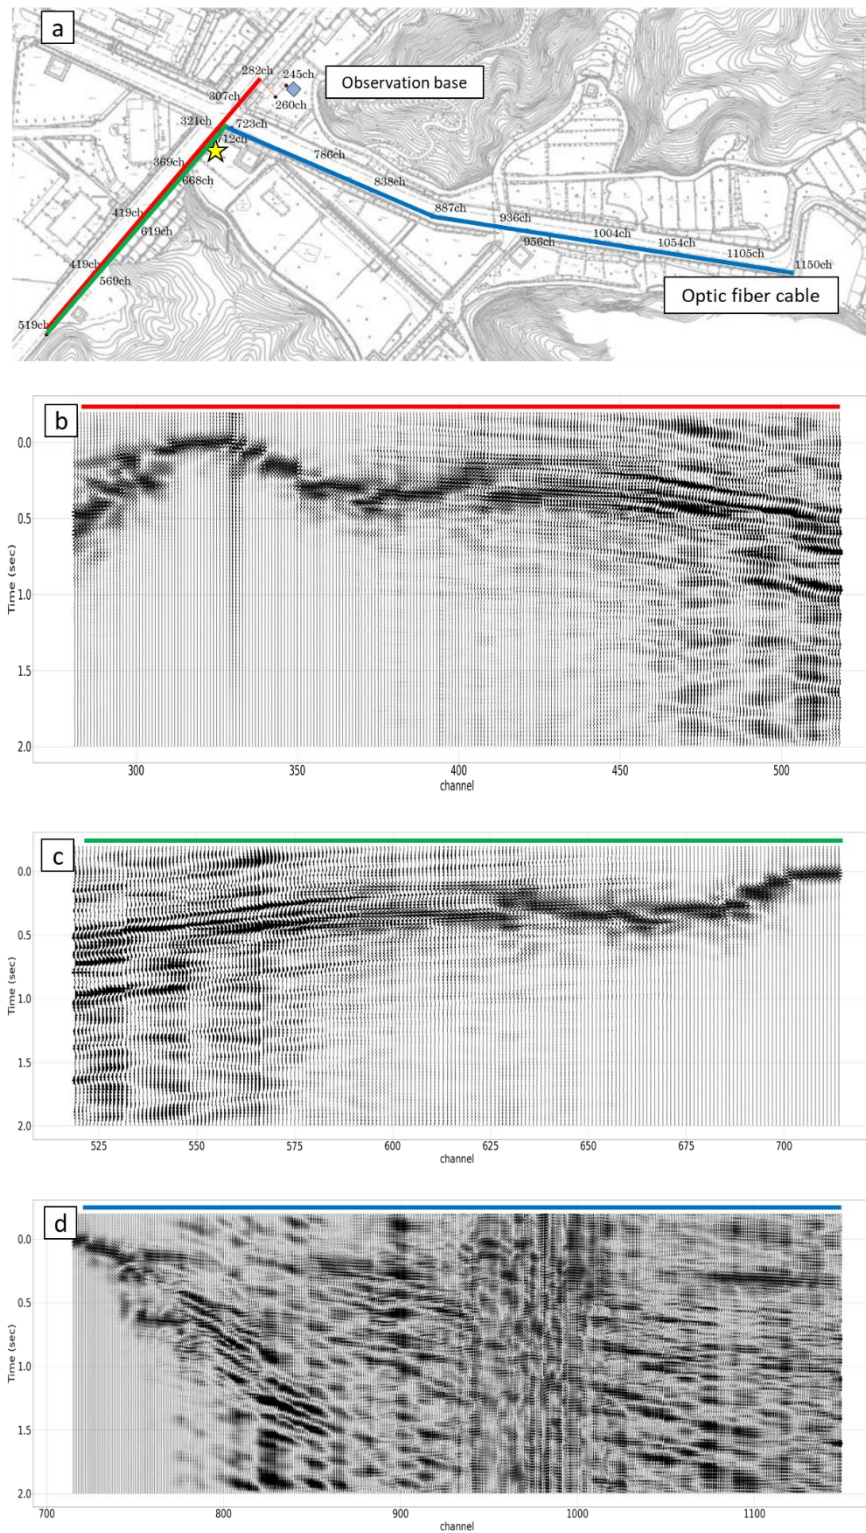 a
282ch
245ch
Observation base
307ch
260ch
321ch
723ch
712ch
369ch
786ch
668ch
838ch
419ch
887ch
936ch
619ch
956ch
1004ch
1054ch
419ch
1105ch
569ch
1150ch
Optic fiber cable
519ch
b
0.0
0.5
1.0
1.5
2.0
Time (sec)
300
350
400
450
500
channel
c
0.0
0.5
1.0
1.5
2.0
Time (sec)
525
550
575
600
625
650
675
700
channel
d
0.0
0.5
1.0
1.5
2.0
Time (sec)
700
800
900
1000
1100
channel